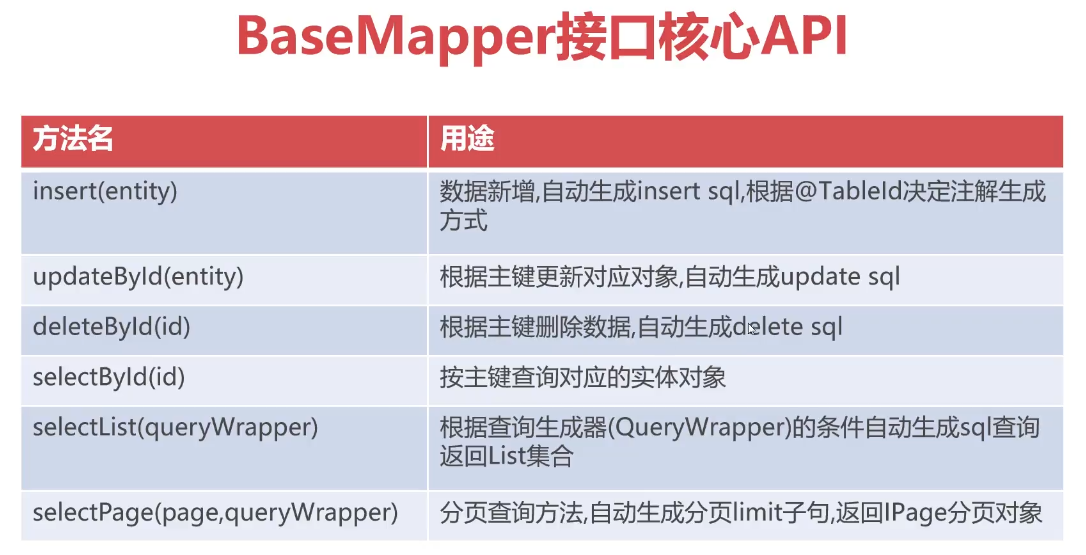 BaseMapper接口核心API
方法名
用途
insert(entity)
数据新增,自动生成insert sql,根据@TableId决定注解生成
方式
updateById(entity)
根据主键更新对应对象,自动生成update sql
deleteById(id)
根据主键删除数据,自动生成delete sql
selectById(id)
按主键查询对应的实体对象
selectList(queryWrapper)
根据查询生成器(QueryWrapper)的条件自动生成sql查询
返回List集合
selectPage(page,queryWrapper)
分页查询方法,自动生成分页limit子句,返回IPage分页对象